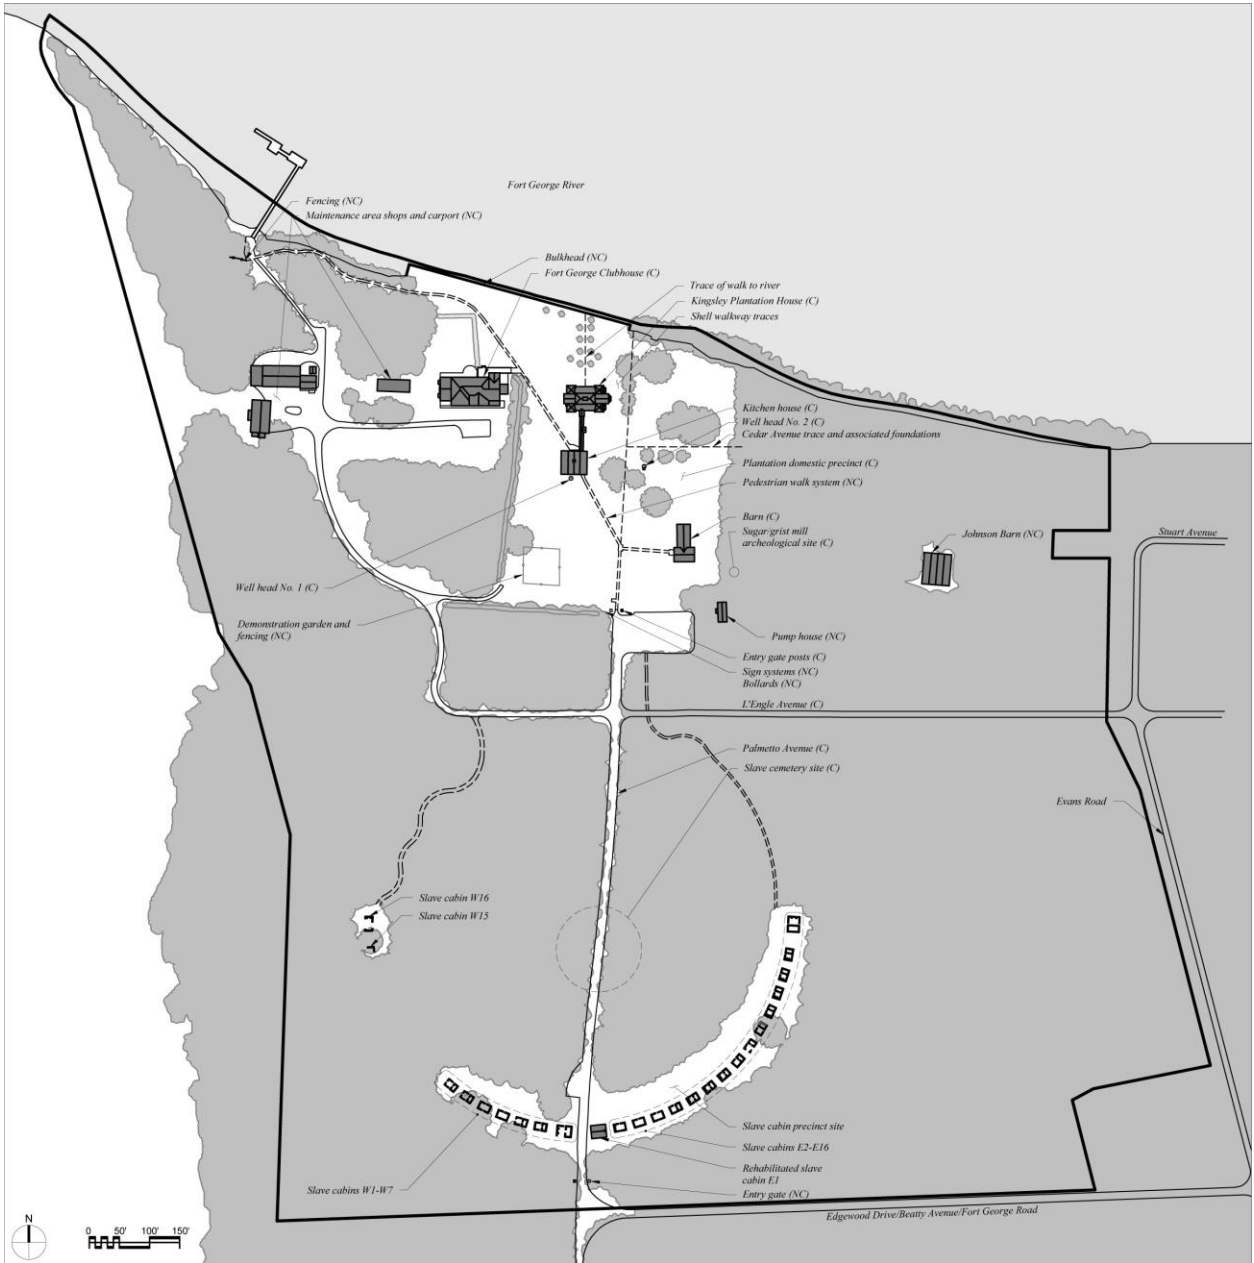 Fort George River
Fencing (NC)
Maintenance area shops and carport (NC)
Bulkhead (NC)
Fort George Clubhouse (C)
Trace of walk to river
Kingsley Plantation House (C)
Shell walkway traces
Kitchen house (C)
Well head No. 2 (C)
Cedar Avenue trace and associated foundations
Plantation domestic precinct (C)
Pedestrian walk system (NC)
Barn (C)
Sugar/grist mill
archeological site (C)
Johnson Barn (NC)
Stuart Avenue
Well head No. 1 (C)
Demonstration garden and
fencing (NC)
Pump house (NC)
Entry gate posts (C)
Sign systems (NC)
Bollards (NC)
L'Engle Avenue (C)
Palmetto Avenue (C)
Slave cemetery site (C)
Evans Road
Slave cabin W16
Slave cabin W15
Slave cabin precinct site
Slave cabins E2-E16
Rehabilitated slave
cabin E1
Slave cabins W1-W7
Entry gate (NC)
Edgewood Drive/Beatty Avenue/Fort George Road
N
0 50' 100' 150'